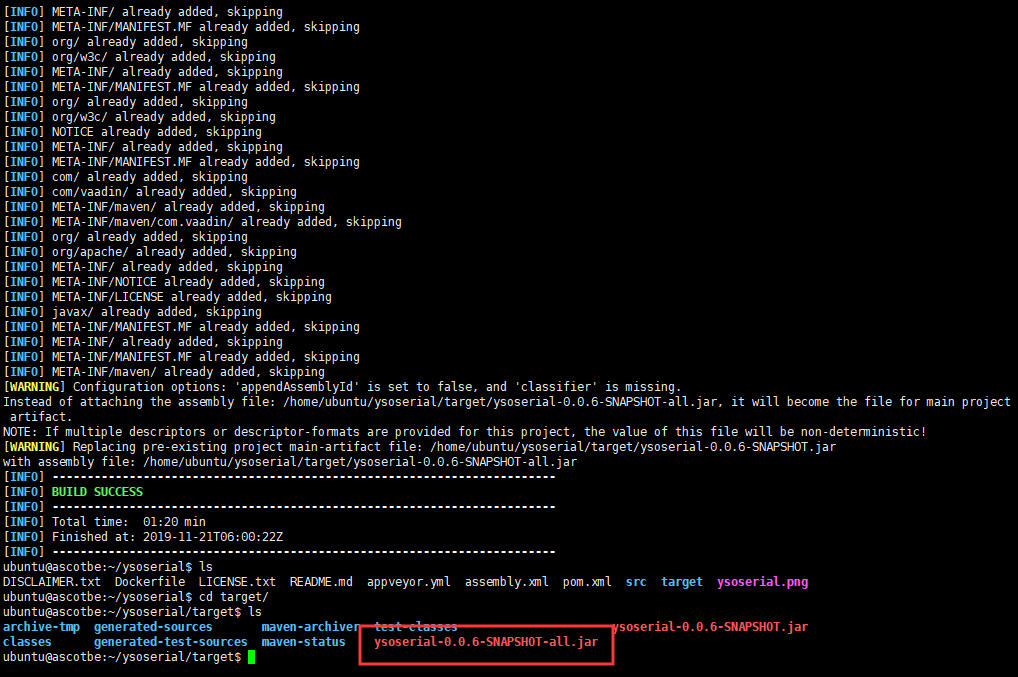 [INFO] META-INF/ already added, skipping
[INFO] META-INF/MANIFEST.MF already added, skipping
[INFO] org/ already added, skipping
[INFO] org/w3c/ already added, skipping
[INFO] META-INF/ already added, skipping
[INFO] META-INF/MANIFEST.MF already added, skipping
[INFO] org/ already added, skipping
[INFO] org/w3c/ already added, skipping
[INFO] NOTICE already added, skipping
[INFO] META-INF/ already added, skipping
[INFO] META-INF/MANIFEST.MF already added, skipping
[INFO] com/ already added, skipping
[INFO] com/vaadin/ already added, skipping
[INFO] META-INF/maven/ already added, skipping
[INFO] META-INF/maven/com.vaadin/ already added, skipping
[INFO] org/ already added, skipping
[INFO] org/apache/ already added, skipping
[INFO] META-INF/ already added, skipping
[INFO] META-INF/NOTICE already added, skipping
[INFO] META-INF/LICENSE already added, skipping
[INFO] javax/ already added, skipping
[INFO] META-INF/MANIFEST.MF already added, skipping
[INFO] META-INF/ already added, skipping
[INFO] META-INF/MANIFEST.MF already added, skipping
[INFO] META-INF/maven/ already added, skipping
[WARNING] Configuration options: 'appendAssemblyId' is set to false, and 'classifier' is missing.
Instead of attaching the assembly file: /home/ubuntu/ysoserial/target/ysoserial-0.0.6-SNAPSHOT-all.jar, it will become the file for main project
 artifact.
NOTE: If multiple descriptors or descriptor-formats are provided for this project, the value of this file will be non-deterministic!
[WARNING] Replacing pre-existing project main-artifact file: /home/ubuntu/ysoserial/target/ysoserial-0.0.6-SNAPSHOT.jar
with assembly file: /home/ubuntu/ysoserial/target/ysoserial-0.0.6-SNAPSHOT-all.jar
[INFO] ------------------------------------------------------------------------
[INFO] BUILD SUCCESS
[INFO] ------------------------------------------------------------------------
[INFO] Total time:  01:20 min
[INFO] Finished at: 2019-11-21T06:00:22Z
[INFO] ------------------------------------------------------------------------
ubuntu@ascotbe:~/ysoserial$ ls
DISCLAIMER.txt  Dockerfile  LICENSE.txt  README.md  appveyor.yml  assembly.xml  pom.xml  src  target  ysoserial.png
ubuntu@ascotbe:~/ysoserial$ cd target/
ubuntu@ascotbe:~/ysoserial/target$ ls
archive-tmp  generated-sources       maven-archiver  test-classes                      ysoserial-0.0.6-SNAPSHOT.jar
classes      generated-test-sources  maven-status    ysoserial-0.0.6-SNAPSHOT-all.jar
ubuntu@ascotbe:~/ysoserial/target$